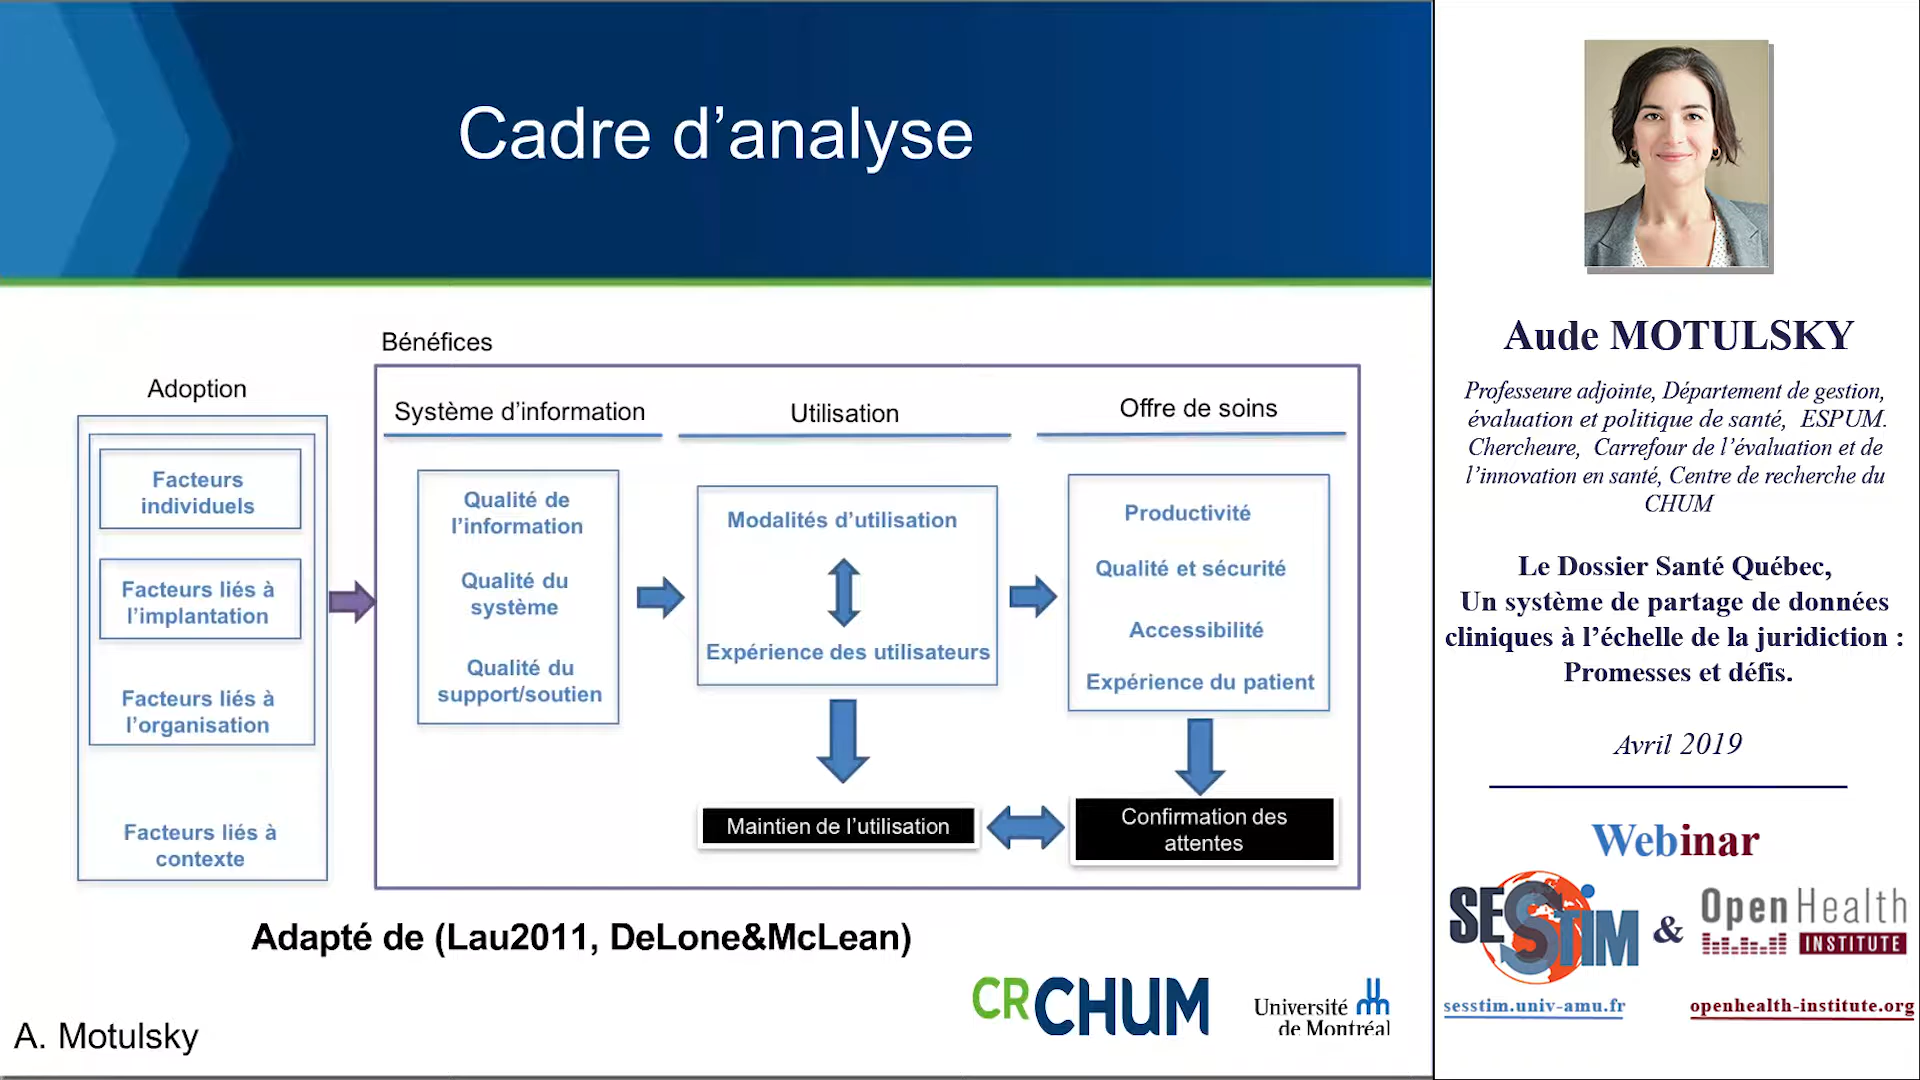 Cadre d’analyse
Bénéfices
Adoption
Système d’information
Utilisation
Offre de soins
Facteurs
individuels
Facteurs liés à
l’implantation
Facteurs liés à
l’organisation
Facteurs liés à
contexte
Qualité de
l’information
Qualité du
système
Qualité du
support/soutien
Modalités d’utilisation
Expérience des utilisateurs
Productivité
Qualité et sécurité
Accessibilité
Expérience du patient
Maintien de l’utilisation
Confirmation des
attentes
Adapté de (Lau2011, DeLone&McLean)
CRCHUM
Université
de Montréal
A. Motulsky
Aude MOTULSKY
Professeure adjointe, Département de gestion,
évaluation et politique de santé, ESPUM.
Chercheure, Carrefour de l’évaluation et de
l’innovation en santé, Centre de recherche du
CHUM
Le Dossier Santé Québec,
Un système de partage de données
cliniques à l’échelle de la juridiction :
Promesses et défis.
Avril 2019
Webinar
SESSTIM
&
Open Health
INSTITUTE
sesstim.univ-amu.fr
openhealth-institute.org